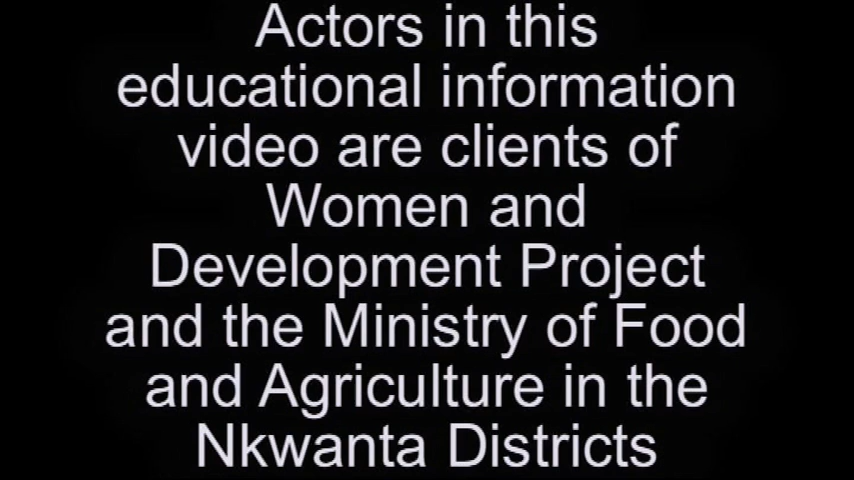 Actors in this
educational information
video are clients of
Women and
Development Project
and the Ministry of Food
and Agriculture in the
Nkwanta Districts